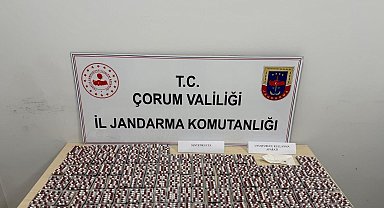 T.C.
ÇORUM VALİLİĞİ
İL JANDARMA KOMUTANLIĞI